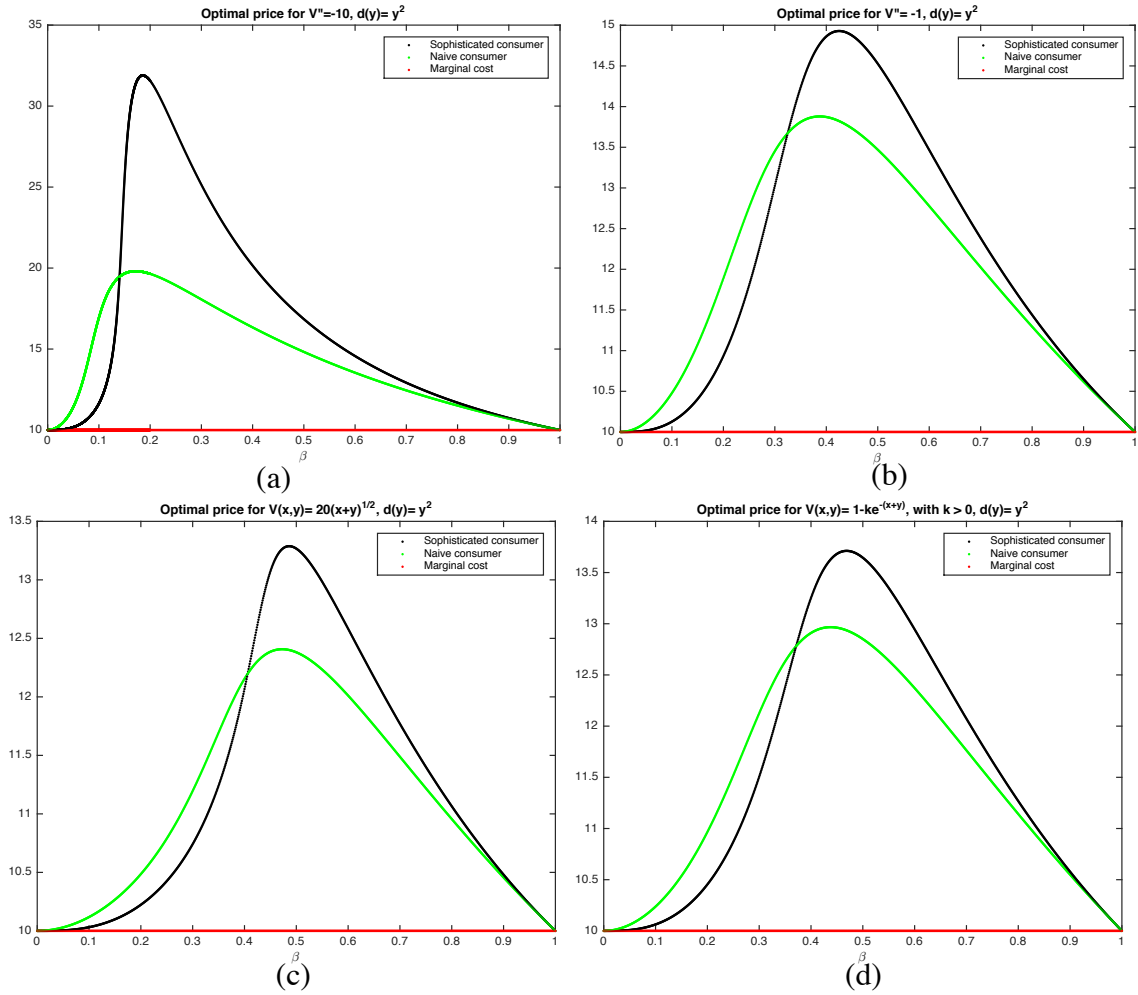 Optimal price for V''=-10, d(y)= y²
Sophisticated consumer
Naive consumer
Marginal cost
35
30
25
20
15
10
0 0.1 0.2 0.3 0.4 0.5 0.6 0.7 0.8 0.9 1
β
(a)
Optimal price for V''= -1, d(y)= y²
Sophisticated consumer
Naive consumer
Marginal cost
15
14.5
14
13.5
13
12.5
12
11.5
11
10.5
10
0 0.1 0.2 0.3 0.4 0.5 0.6 0.7 0.8 0.9 1
β
(b)
Optimal price for V(x,y)= 20(x+y)^1/2, d(y)= y²
Sophisticated consumer
Naive consumer
Marginal cost
13.5
13
12.5
12
11.5
11
10.5
10
0 0.1 0.2 0.3 0.4 0.5 0.6 0.7 0.8 0.9 1
β
(c)
Optimal price for V(x,y)= 1-ke^-(x+y), with k > 0, d(y)= y²
Sophisticated consumer
Naive consumer
Marginal cost
14
13.5
13
12.5
12
11.5
11
10.5
10
0 0.1 0.2 0.3 0.4 0.5 0.6 0.7 0.8 0.9 1
β
(d)